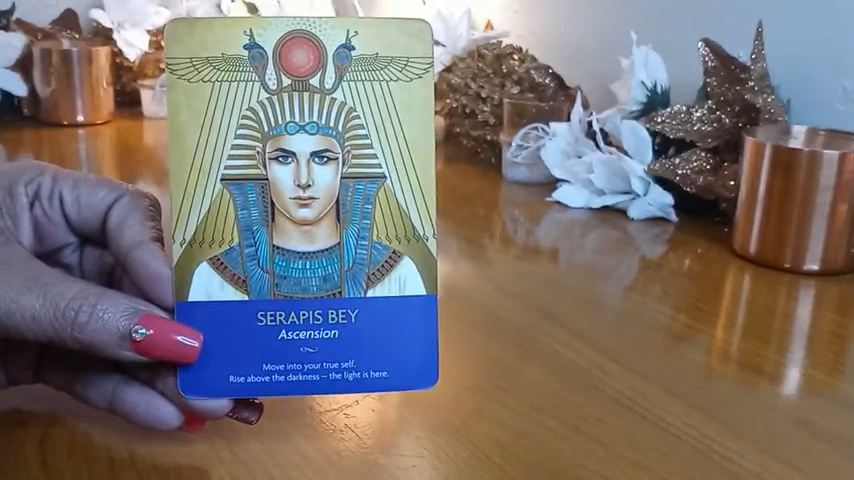 SERAPIS BEY
Ascension
Move into your true self.
Rise above the darkness – the light is here.